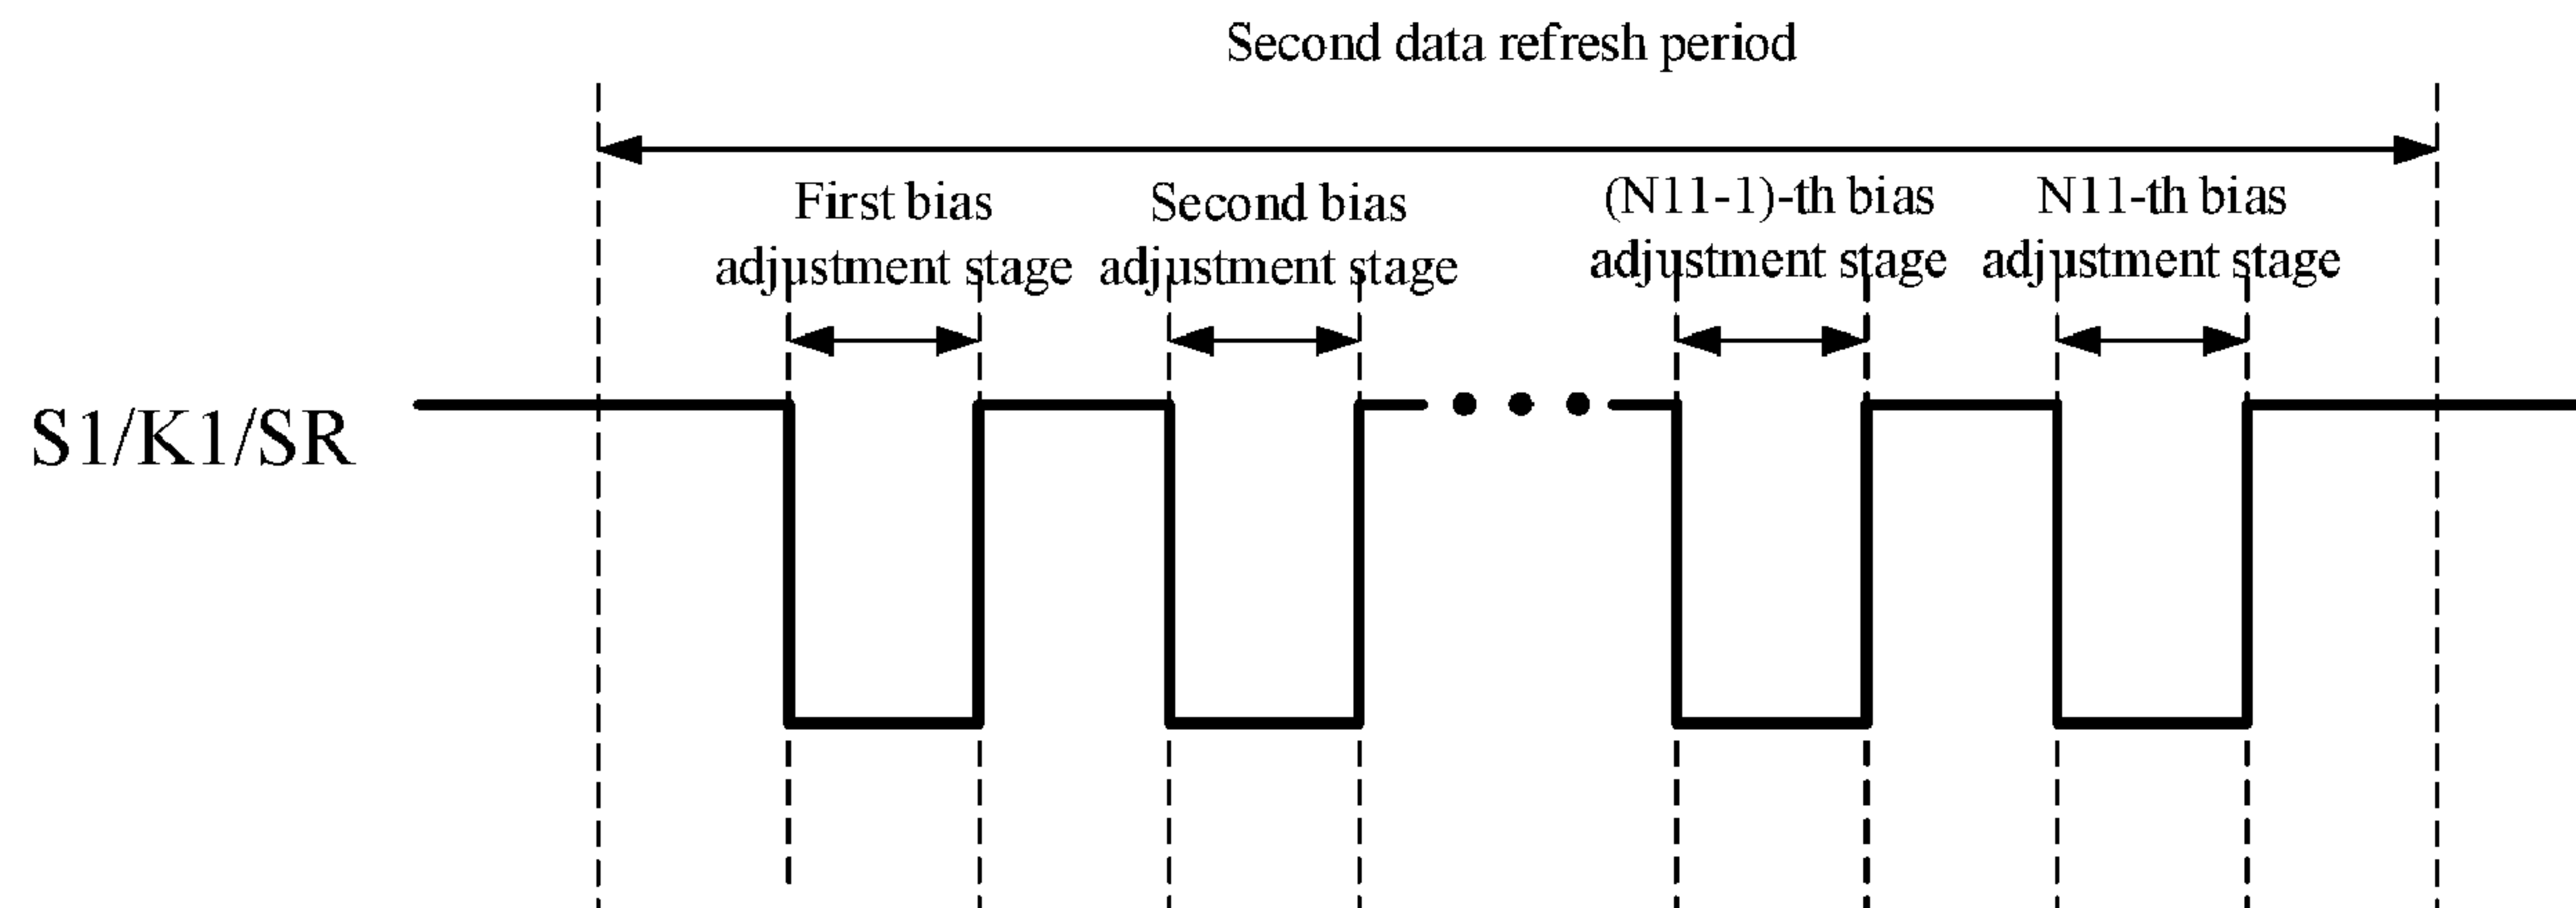 Second data refresh period
First bias
adjustment stage
Second bias
adjustment stage
(N11-1)-th bias
adjustment stage
N11-th bias
adjustment stage
S1/K1/SR